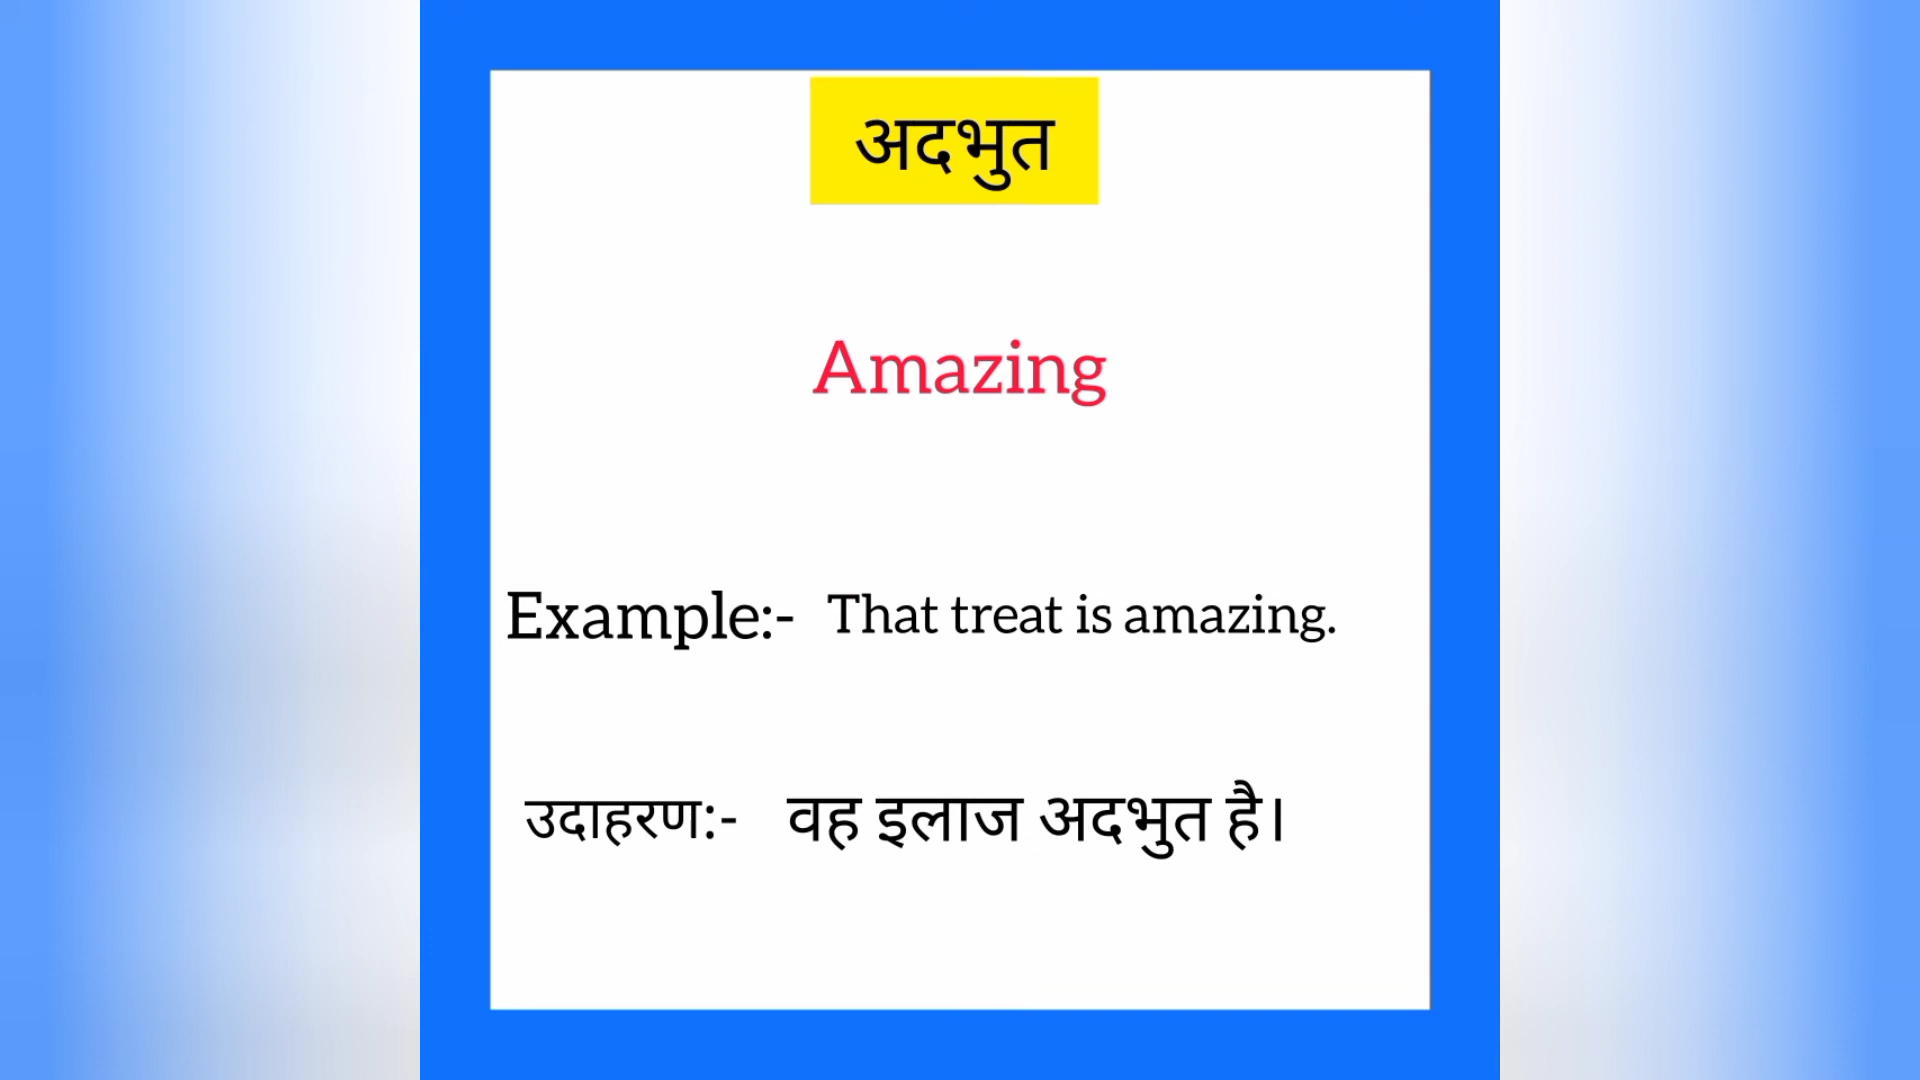 अदभुत
Amazing
Example:- That treat is amazing.
उदाहरण:- वह इलाज अदभुत है।